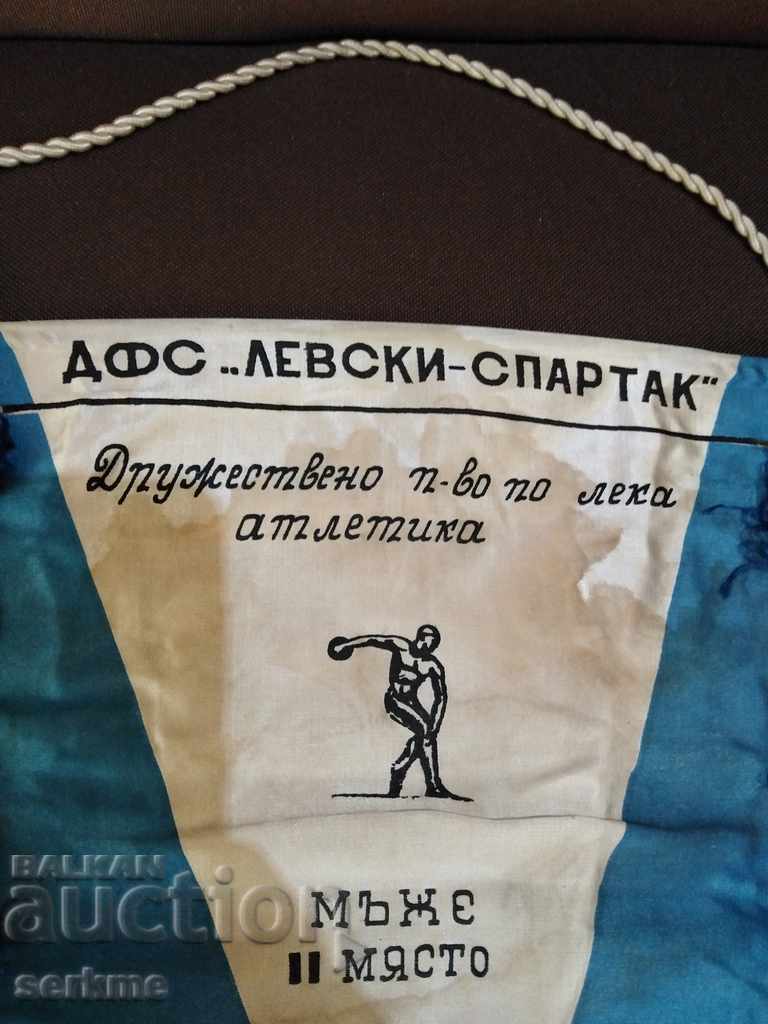 ДФС „ЛЕВСКИ-СПАРТАК"
Дружествено п-во по лека
атлетика
МЪЖЕ
II МЯСТО
BALKAN
auction
serkme